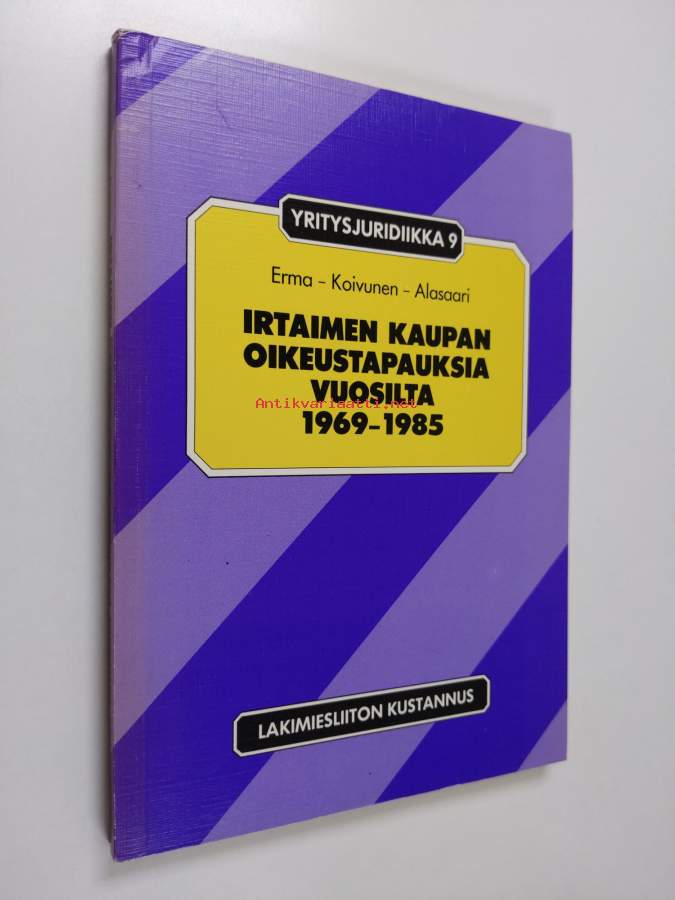 YRITYSJURIDIIKKA 9
Erma – Koivunen – Alasaari
IRTAIMEN KAUPAN
OIKEUSTAPAUKSIA
VUOSILTA
Antikvariaatti.net
1969–1985
LAKIMIESLIITON KUSTANNUS